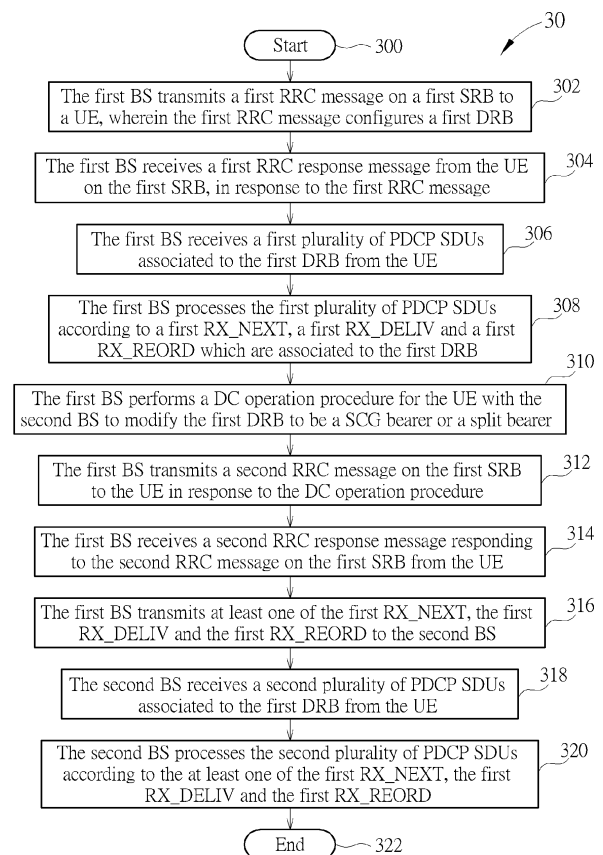 30
Start
300
The first BS transmits a first RRC message on a first SRB to
a UE, wherein the first RRC message configures a first DRB
302
The first BS receives a first RRC response message from the UE
on the first SRB, in response to the first RRC message
304
The first BS receives a first plurality of PDCP SDUs
associated to the first DRB from the UE
306
The first BS processes the first plurality of PDCP SDUs
according to a first RX_NEXT, a first RX_DELIV and a first
RX_REORD which are associated to the first DRB
308
The first BS performs a DC operation procedure for the UE with the
second BS to modify the first DRB to be a SCG bearer or a split bearer
310
The first BS transmits a second RRC message on the first SRB
to the UE in response to the DC operation procedure
312
The first BS receives a second RRC response message responding
to the second RRC message on the first SRB from the UE
314
The first BS transmits at least one of the first RX_NEXT, the first
RX_DELIV and the first RX_REORD to the second BS
316
The second BS receives a second plurality of PDCP SDUs
associated to the first DRB from the UE
318
The second BS processes the second plurality of PDCP SDUs
according to the at least one of the first RX_NEXT, the first
RX_DELIV and the first RX_REORD
320
End
322